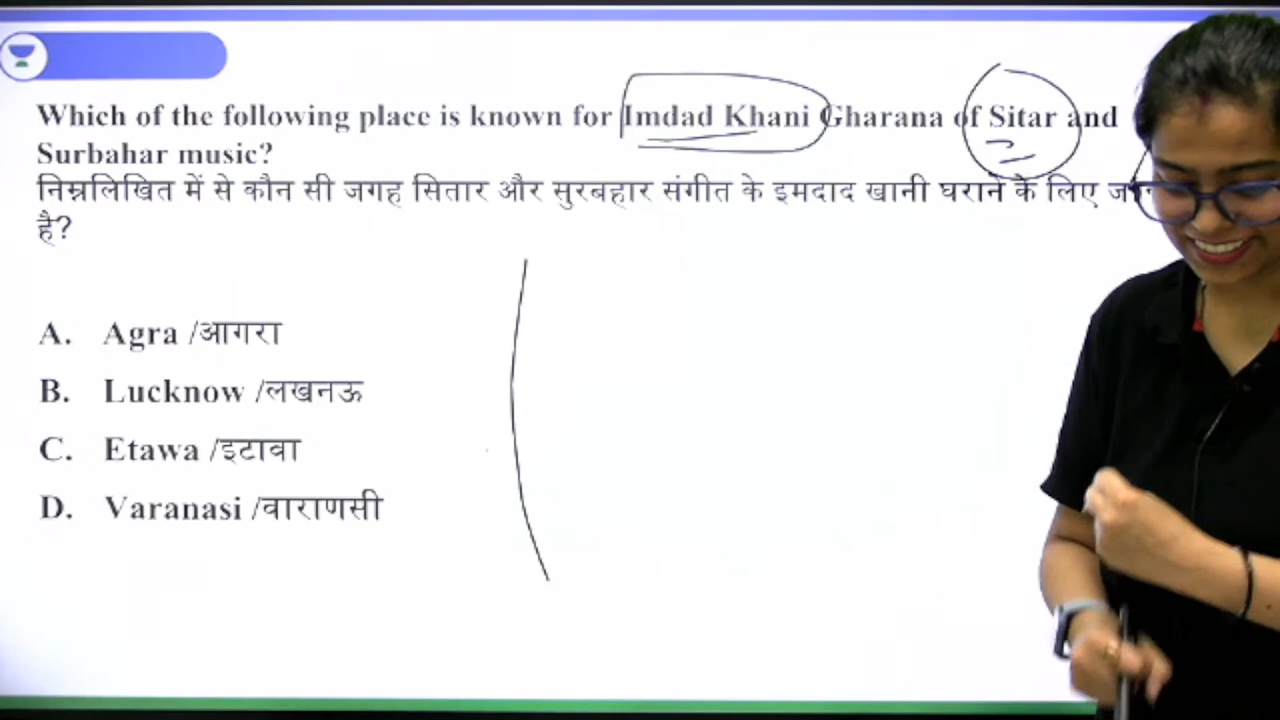 Which of the following place is known for Imdad Khani Gharana of Sitar and
Surbahar music?
निम्नलिखित में से कौन सी जगह सितार और सुरबहार संगीत के इमदाद खानी घराने के लिए
है?
A. Agra /आगरा
B. Lucknow /लखनऊ
C. Etawa /इटावा
D. Varanasi /वाराणसी